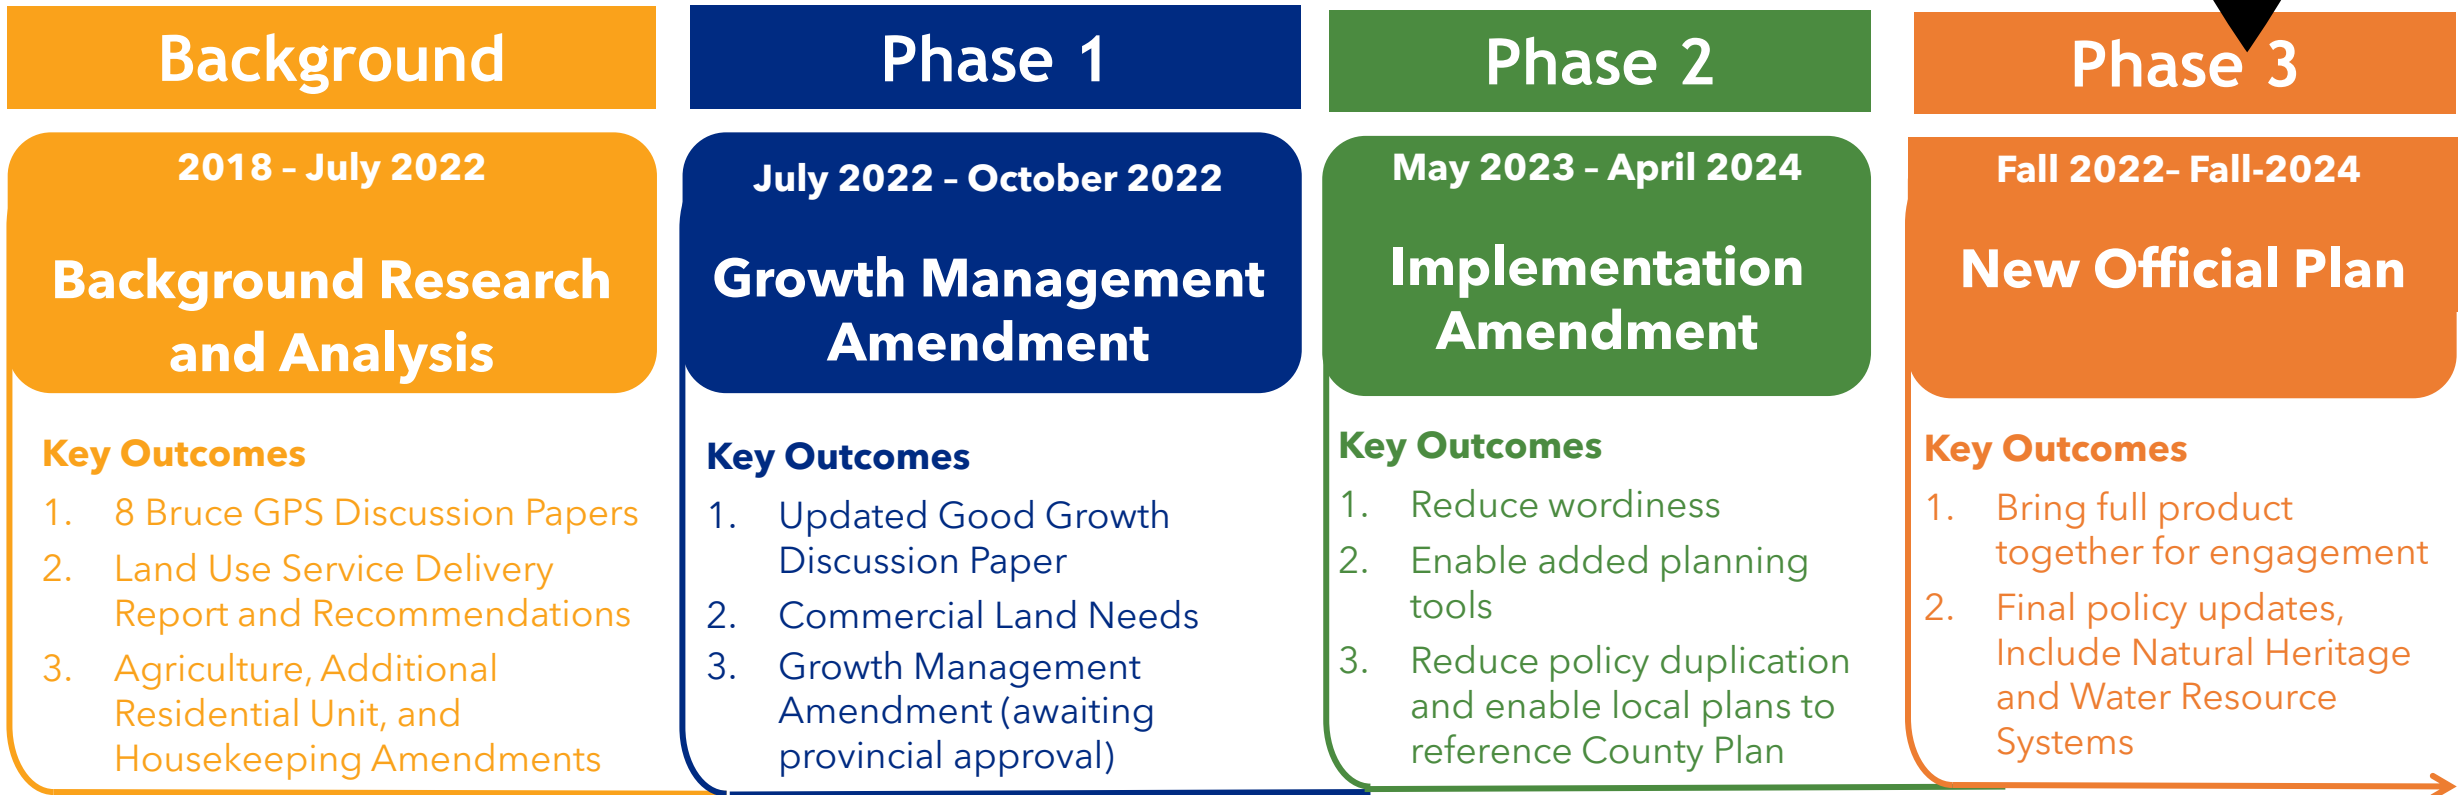 Background
2018 – July 2022
Background Research
and Analysis
Key Outcomes
1. 8 Bruce GPS Discussion Papers
2. Land Use Service Delivery
Report and Recommendations
3. Agriculture, Additional
Residential Unit, and
Housekeeping Amendments
Phase 1
July 2022 – October 2022
Growth Management
Amendment
Key Outcomes
1. Updated Good Growth
Discussion Paper
2. Commercial Land Needs
3. Growth Management
Amendment (awaiting
provincial approval)
Phase 2
May 2023 – April 2024
Implementation
Amendment
Key Outcomes
1. Reduce wordiness
2. Enable added planning
tools
3. Reduce policy duplication
and enable local plans to
reference County Plan
Phase 3
Fall 2022– Fall-2024
New Official Plan
Key Outcomes
1. Bring full product
together for engagement
2. Final policy updates,
Include Natural Heritage
and Water Resource
Systems